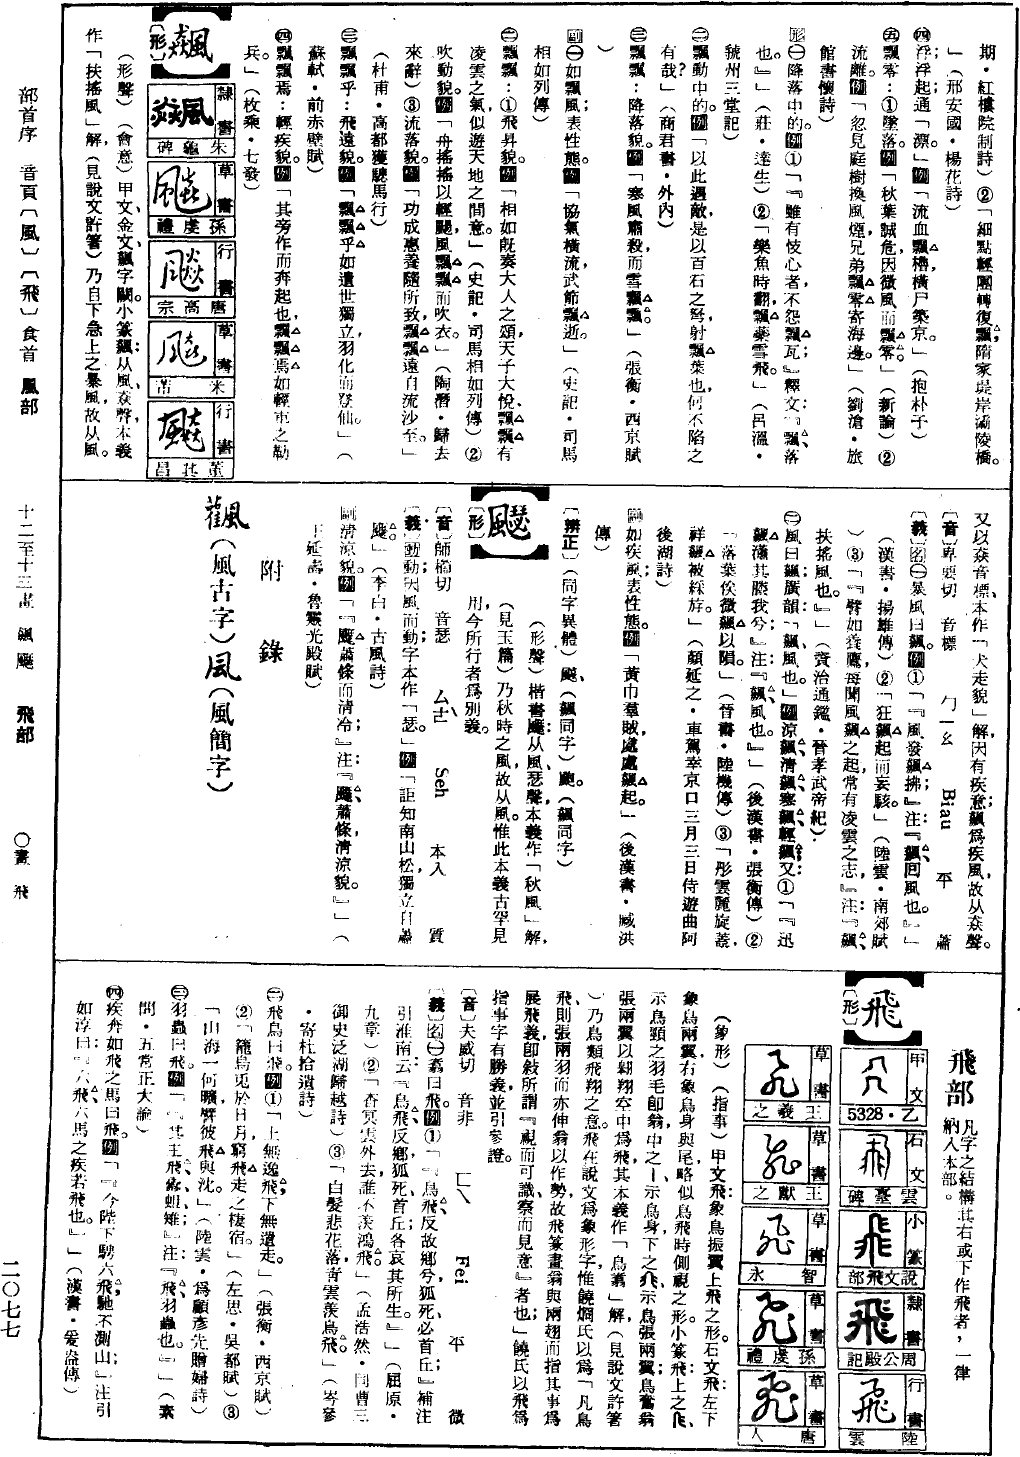 期・紅樓院制詩）②「細點輕團轉復飄；隋家堤岸灞陵橋。
」（邢安國・楊花詩）
㈣浮；浮起通「漂。」例「流血飄櫓，橫尸築京。」（抱朴子）
㈤飄零：①墜落。例「秋葉誠危，因微風而飄零。」（新論）②
流離。例「忽見庭樹換風煙，兄弟飄零寄海邊。」（劉滄・旅
館書懷詩）
形㈠降落中的。例①「『雖有忮心者不怨飄瓦』釋文：『飄、落
也。』」（莊・達生）②「樂魚時翻，飄藥雪飛。」（呂溫・
虢州三堂記）
㈡飄動中的。例「以此遇敵，是以百石之弩射飄葉也，何不陷之
有哉？」（商君書・外內）
㈢飄飄：降落貌。例「寒風肅殺，而雪飄飄。」（張衡・西京賦
）
副㈠如飄風；表性態。例「協氣橫流，武節飄逝。」（史記・司馬
相如列傳）
㈡飄飄：①飛昇貌。例「相如既奏大人之頌，天子大悅，飄飄有
凌雲之氣，似遊天地之間意。」（史記・司馬相如列傳）②
吹動貌。例「舟搖搖以輕颺，風飄飄而吹衣。」（陶潛・歸去
來辭）③流落貌。例「功成惠養隨所致，飄飄遠自流沙至。」
（杜甫・高都護驄馬行）
㈢飄飄乎：飛遠貌。例「飄飄乎如遺世獨立，羽化而登仙。」（
蘇軾・前赤壁賦）
㈣飄飄焉：輕疾貌。例「其旁作而奔起也，飄飄焉如輕車之勒
兵。」（枚乘・七發）
飆
〔形〕
隸書
朱龜碑
草書
孫虔禮
行書
唐高宗
草書
米芾
行書
董其昌
（形聲）（會意）甲文、金文、飆字闕。小篆飆：从風、猋聲，本義
作「扶搖風」解（見說文許箸）乃自下急上之暴風，故从風。
又以猋音標、本作「犬走貌」解，因有疾意；飆爲疾風，故从猋聲。
〔音〕卑要切　音標　ㄅㄧㄠ　Biau　平　蕭
〔義〕名㈠暴風曰飆。例①「『風發飆拂』注：『飆、回風也。』」
（漢書・揚雄傳）②「狂飆起而妄駭。」（陸雲・南郊賦
）③「『譬如養鷹，每聞風飆之起，常有凌雲之志』注：『飆、
扶搖風也。』」（資治通鑑・晉孝武帝紀）
㈡風曰飆。廣韻：「飆、風也。」例涼飆、清飆、寒飆、輕飆。又：①「『迅
飆潚其媵我兮』注：『飆、風也。』」（後漢書・張衡傳）②
「落葉俟微飆以隕。」（晉書・陸機傳）③「彤雲麗旋蓋，
祥飆被綵斿。」（顏延之・車駕幸京口三月三日侍遊曲阿
後湖詩）
副如疾風；表性態。例「黃巾羣賊，處處飆起。」（後漢書・臧洪
傳）
〔辨正〕（同字異體）飈、（飆同字）飇。（飆同字）
飋
〔形〕
（形聲）楷書飋：从風、瑟聲，本義作「秋風」解，
（見玉篇）乃秋時之風，故从風。惟此本義古罕見
用，今所行者爲別義。
〔音〕師櫛切　音瑟　ㄙㄜˋ　Seh　本入　質
〔義〕動動；因風而動；字本作「瑟。」例「詎知南山松，獨立自蕭
飋。」（李白・古風詩）
副清涼貌。例「『飋蕭條而清冷』注：『飋、蕭條清涼貌。』」（
王延壽・魯靈光殿賦）
附錄
（風古字）
（風簡字）
飛部
凡字之結構其右或下作飛者，一律
納入本部。
飛
〔形〕
甲文
乙・5328
石文
雲臺碑
小篆
說文飛部
隸書
周公殿記
行書
陸雲
草書
王羲之
草書
王獻之
草書
智永
草書
孫虔禮
草書
唐人
（象形）（指事）甲文飛：象鳥振翼上飛之形。石文飛：左下
象鳥兩翼，右象鳥身與尾，略似鳥飛時側視之形。小篆飛：上之
示鳥頸之羽毛卽翁，中之丨示鳥身，下之示鳥張兩翼；鳥奮翁
張兩翼以翱翔空中爲飛，其本義作「鳥翥」解（見說文許箸
）乃鳥類飛翔之意。飛在說文爲象形字，惟饒烱氏以爲「凡鳥
飛，則張兩羽而亦伸翁以作勢，故飛篆畫翁與兩翅，而指其事爲
展飛義，卽敍所謂『視而可識，察而見意』者也；」饒氏以飛爲
指事字有勝義，並引參證。
〔音〕夫威切　音非　ㄈㄟ　Fei　平　微
〔義〕名㈠翥曰飛。例①「『鳥飛反故鄉兮，狐死必首丘』補注
引淮南云：『鳥飛反鄉，狐死首丘，各哀其所生。』」（屈原・
九章）②「杳冥雲外去，誰不羨鴻飛。」（孟浩然・同曹三
御史泛湖歸越詩）③「白髮悲花落，青雲羨鳥飛。」（岑參
・寄杜拾遺詩）
㈡飛鳥曰飛。例①「上無逸飛，下無遺走。」（張衡・西京賦）
②「籠烏兎於日月，窮飛走之棲宿。」（左思・吳都賦）③
「山海一何曠，譬彼飛與沈。」（陸雲・爲顧彥先贈婦詩）
㈢羽蟲曰飛。例「『其主飛蠹蛆雉』注：『飛、羽蟲也。』」（素
問・五常正大論）
㈣疾奔如飛之馬曰飛。例「『今陛下騁六飛，馳不測山』注引
如淳曰：『六飛、六馬之疾若飛也。』」（漢書・爰盎傳）
部首序　音頁〔風〕〔飛〕食首　風部　十二至十三畫　飆飋　飛部　○畫　飛　二○七七